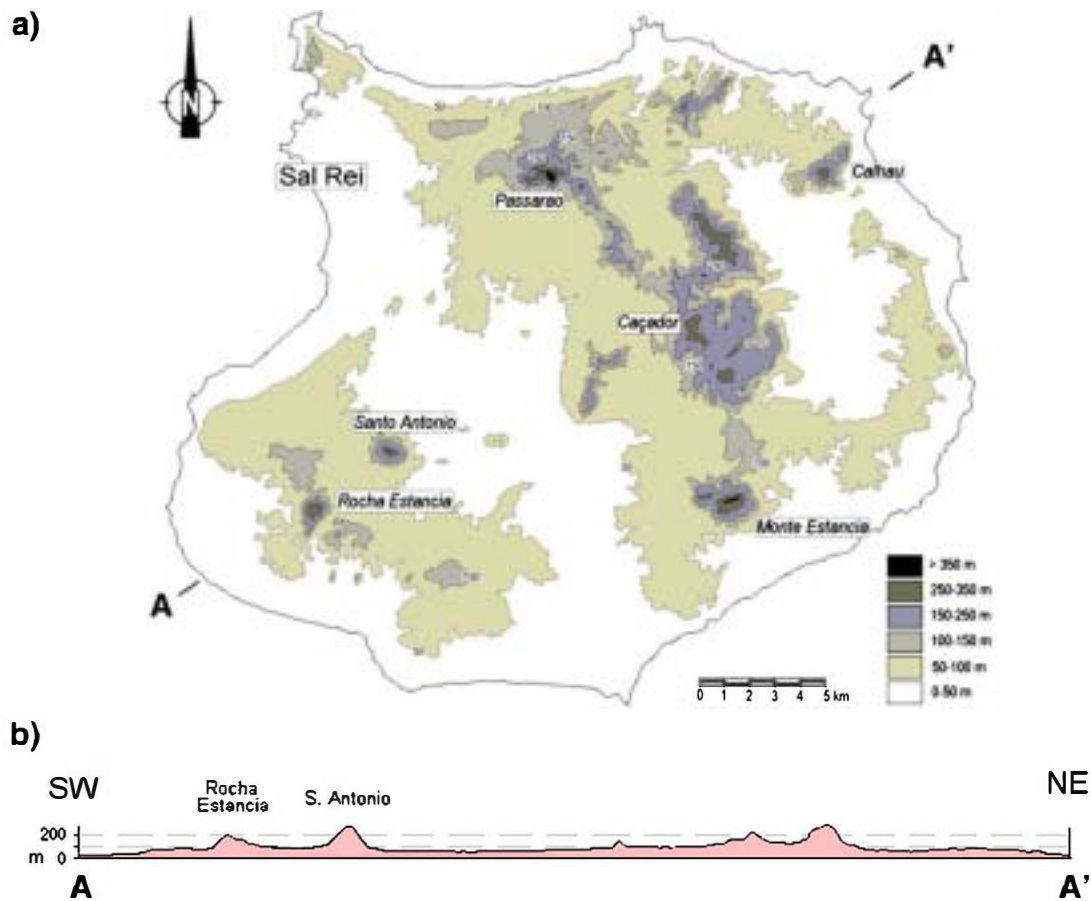 a)
N
A'
Sal Rei
Calhau
Passarao
Caçador
Santo Antonio
Rocha Estancia
Monte Estancia
A
> 350 m
250-350 m
150-250 m
100-150 m
50-100 m
0-50 m
0 1 2 3 4 5 km
b)
SW
Rocha
Estancia
S. Antonio
NE
200
m 0
A
A'